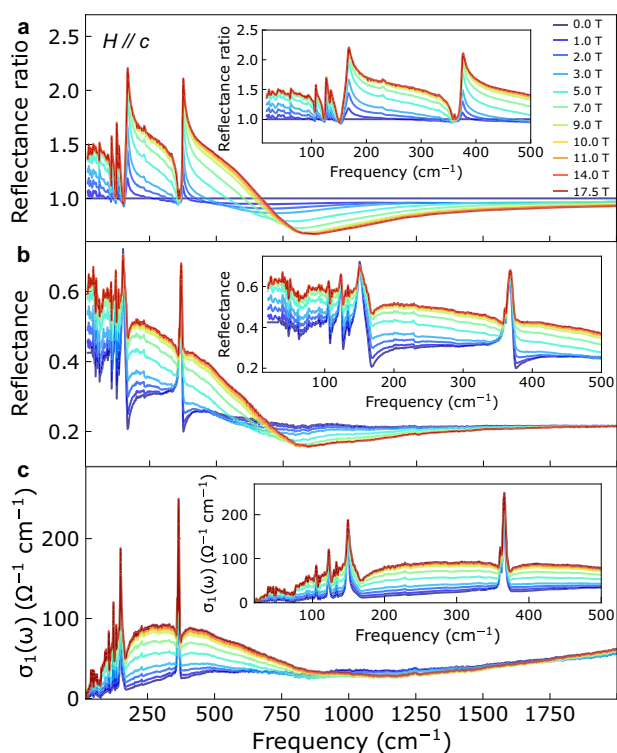 a
H // c
Reflectance ratio
2.5
2.0
1.5
1.0
Reflectance ratio
2.5
2.0
1.5
1.0
100 200 300 400 500
Frequency (cm⁻¹)
0.0 T
1.0 T
2.0 T
3.0 T
5.0 T
7.0 T
9.0 T
10.0 T
11.0 T
14.0 T
17.5 T
b
Reflectance
0.6
0.4
0.2
Reflectance
0.8
0.6
0.4
0.2
100 200 300 400 500
Frequency (cm⁻¹)
c
σ₁(ω) (Ω⁻¹ cm⁻¹)
200
100
0
σ₁(ω) (Ω⁻¹ cm⁻¹)
200
100
0
100 200 300 400 500
Frequency (cm⁻¹)
250 500 750 1000 1250 1500 1750
Frequency (cm⁻¹)